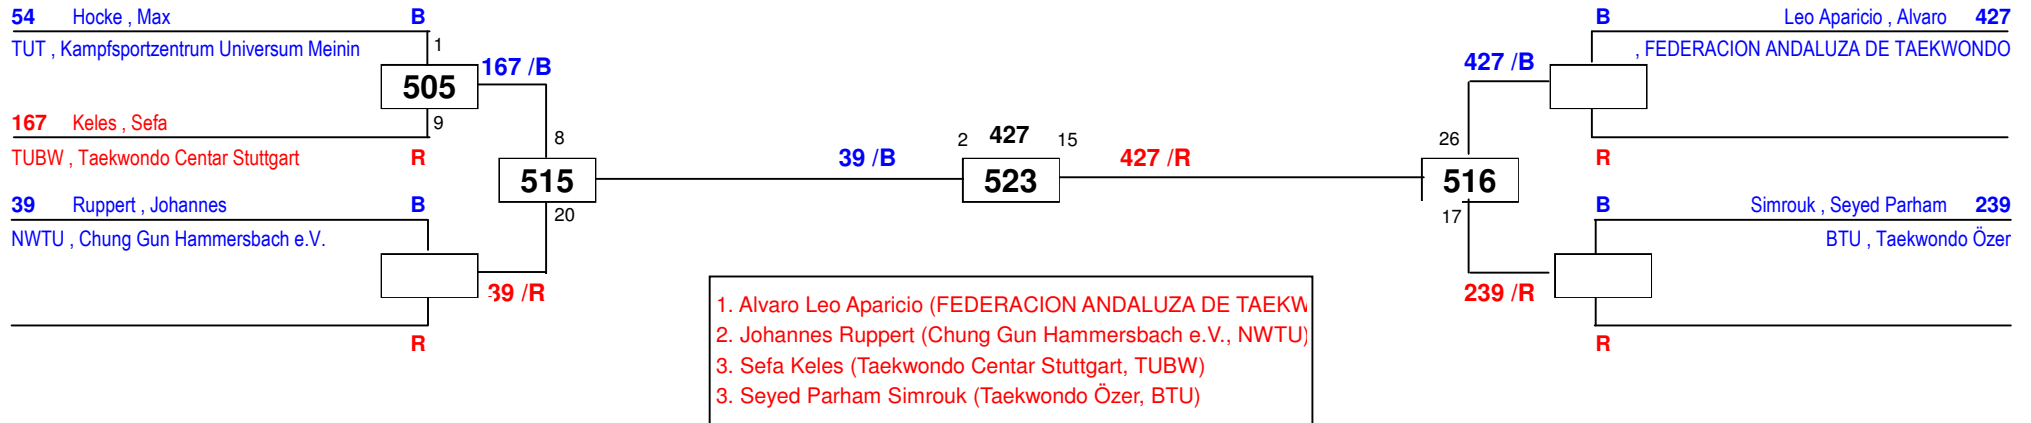 54 Hocke , Max B
TUT , Kampfsportzentrum Universum Meinin
1
505
167 /B
167 Keles , Sefa
9
TUBW , Taekwondo Centar Stuttgart R
8
515
20
39 Ruppert , Johannes B
NWTU , Chung Gun Hammersbach e.V.
39 /R
R
39 /B
2 427 15
523
427 /R
B Leo Aparicio , Alvaro 427
, FEDERACION ANDALUZA DE TAEKWONDO
427 /B
R
26
516
17
B Simrouk , Seyed Parham 239
BTU , Taekwondo Özer
239 /R
R
1. Alvaro Leo Aparicio (FEDERACION ANDALUZA DE TAEKW
2. Johannes Ruppert (Chung Gun Hammersbach e.V., NWTU)
3. Sefa Keles (Taekwondo Centar Stuttgart, TUBW)
3. Seyed Parham Simrouk (Taekwondo Özer, BTU)